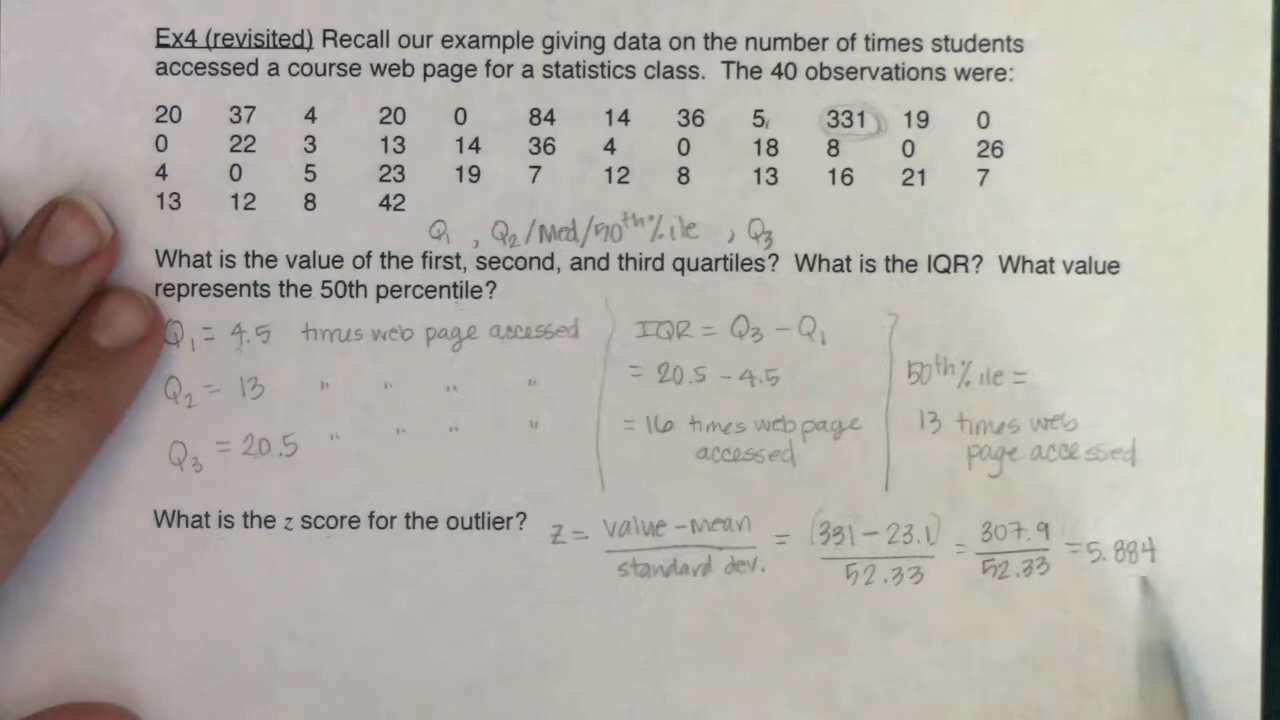 Ex4 (revisited) Recall our example giving data on the number of times students
accessed a course web page for a statistics class. The 40 observations were:
20 37 4 20 0 84 14 36 5, 331 19 0
0 22 3 13 14 36 4 0 18 8 0 26
4 0 5 23 19 7 12 8 13 16 21 7
13 12 8 42
Q₁ , Q₂/Med/50th%ile , Q₃
What is the value of the first, second, and third quartiles? What is the IQR? What value
represents the 50th percentile?
Q₁ = 4.5 times web page accessed
Q₂ = 13 " " " "
Q₃ = 20.5 " " " "
IQR = Q₃ - Q₁
= 20.5 - 4.5
= 16 times web page
accessed
50th%ile =
13 times web
page accessed
What is the z score for the outlier? z = value - mean / standard dev. = (331 - 23.1) / 52.33 = 307.9 / 52.33 = 5.884